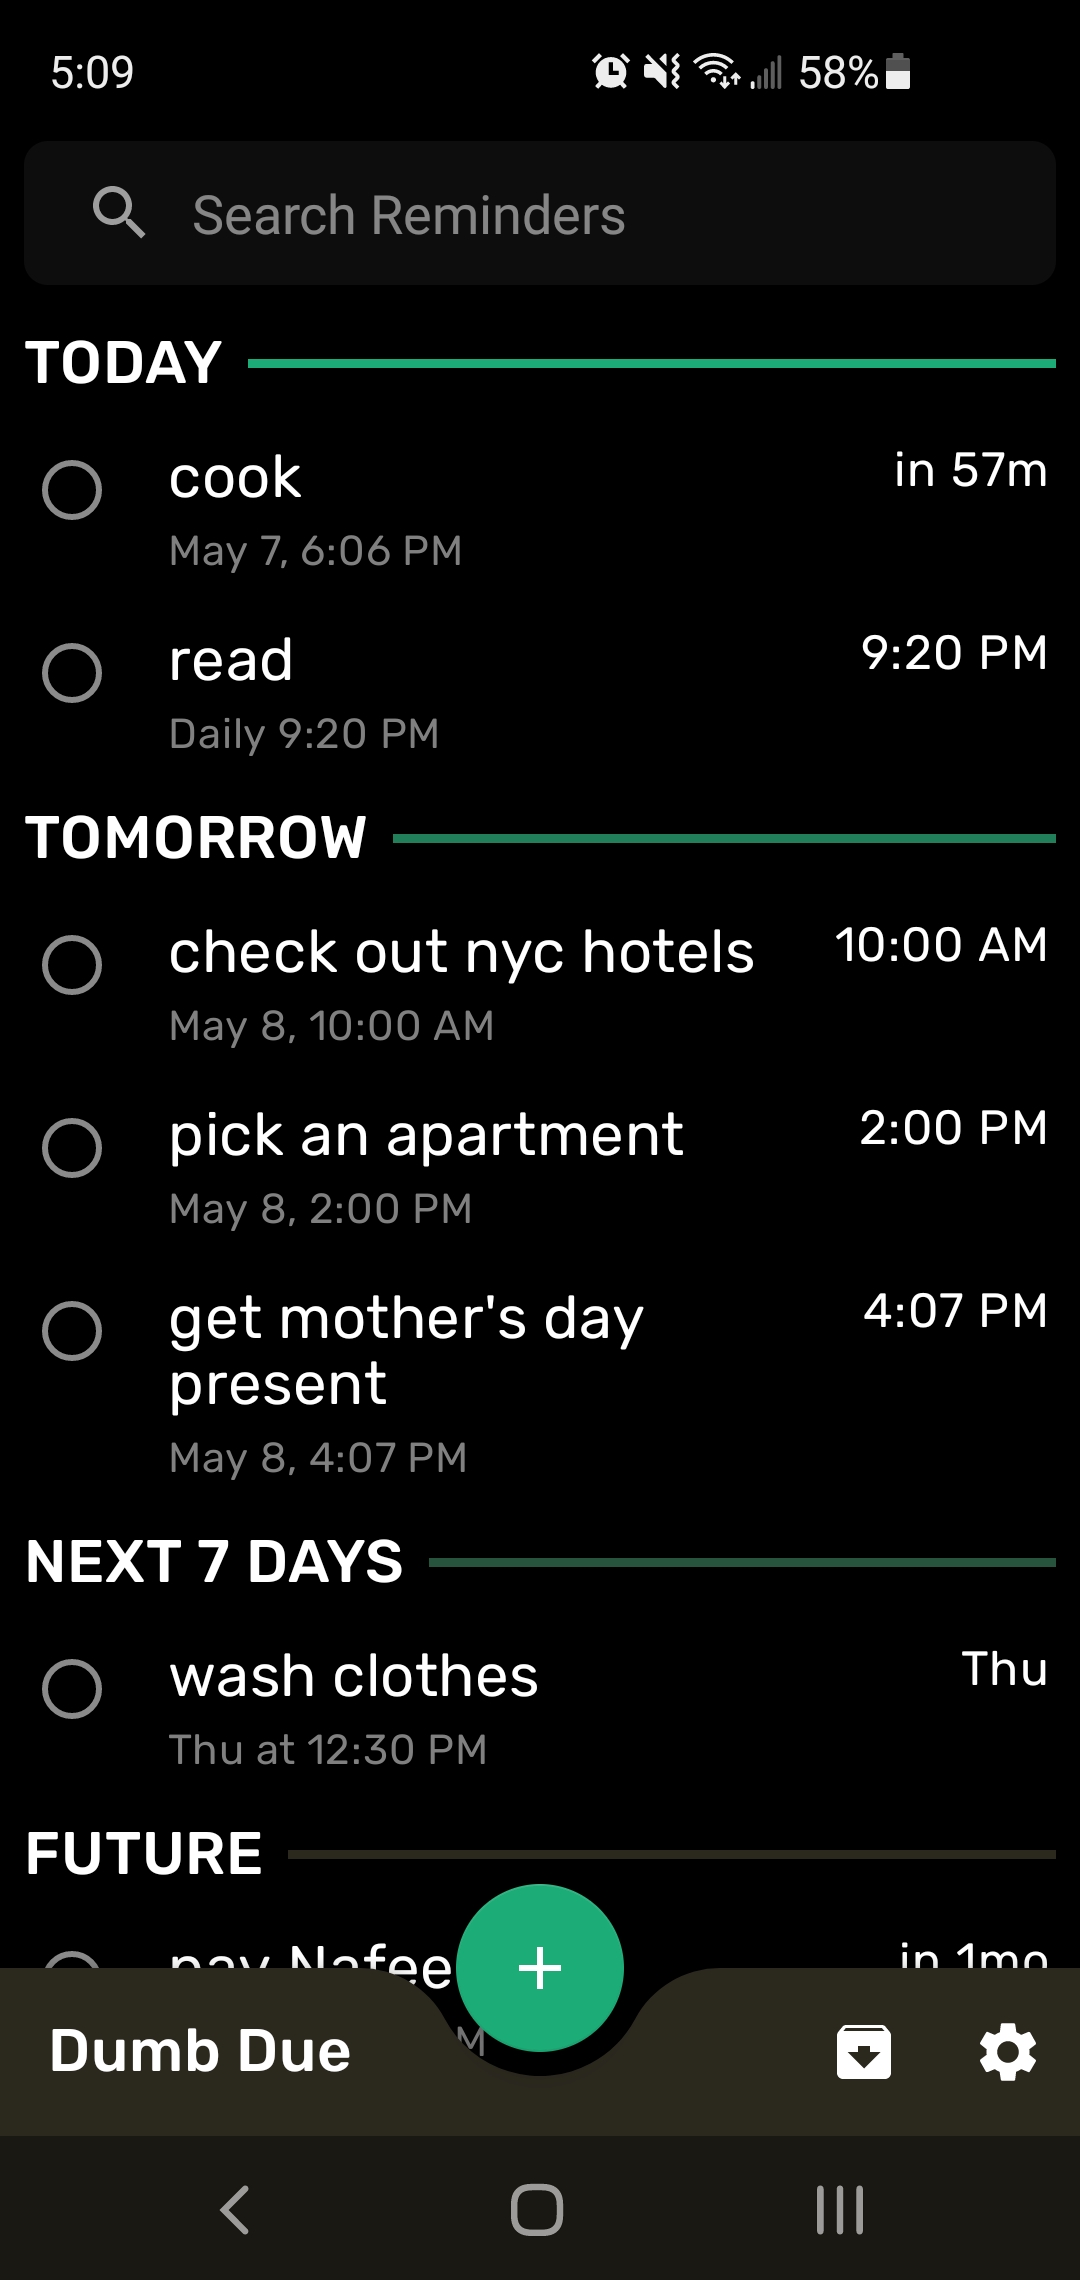 5:09
58%
Search Reminders
TODAY
cook
in 57m
May 7, 6:06 PM
read
9:20 PM
Daily 9:20 PM
TOMORROW
check out nyc hotels
10:00 AM
May 8, 10:00 AM
pick an apartment
2:00 PM
May 8, 2:00 PM
get mother's day
present
4:07 PM
May 8, 4:07 PM
NEXT 7 DAYS
wash clothes
Thu
Thu at 12:30 PM
FUTURE
pay
in 1mo
Dumb Due